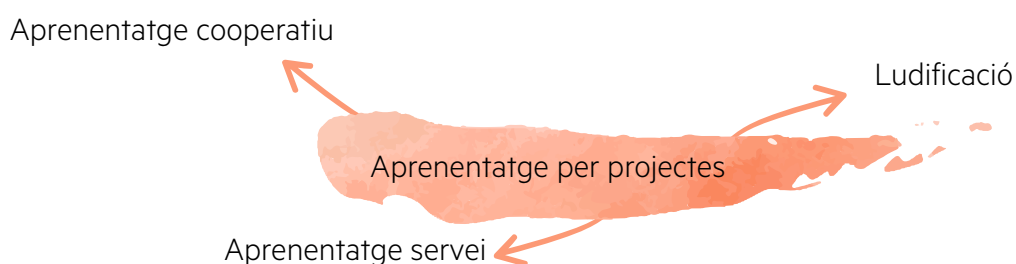 Aprenentatge cooperatiu
Ludificació
Aprenentatge per projectes
Aprenentatge servei